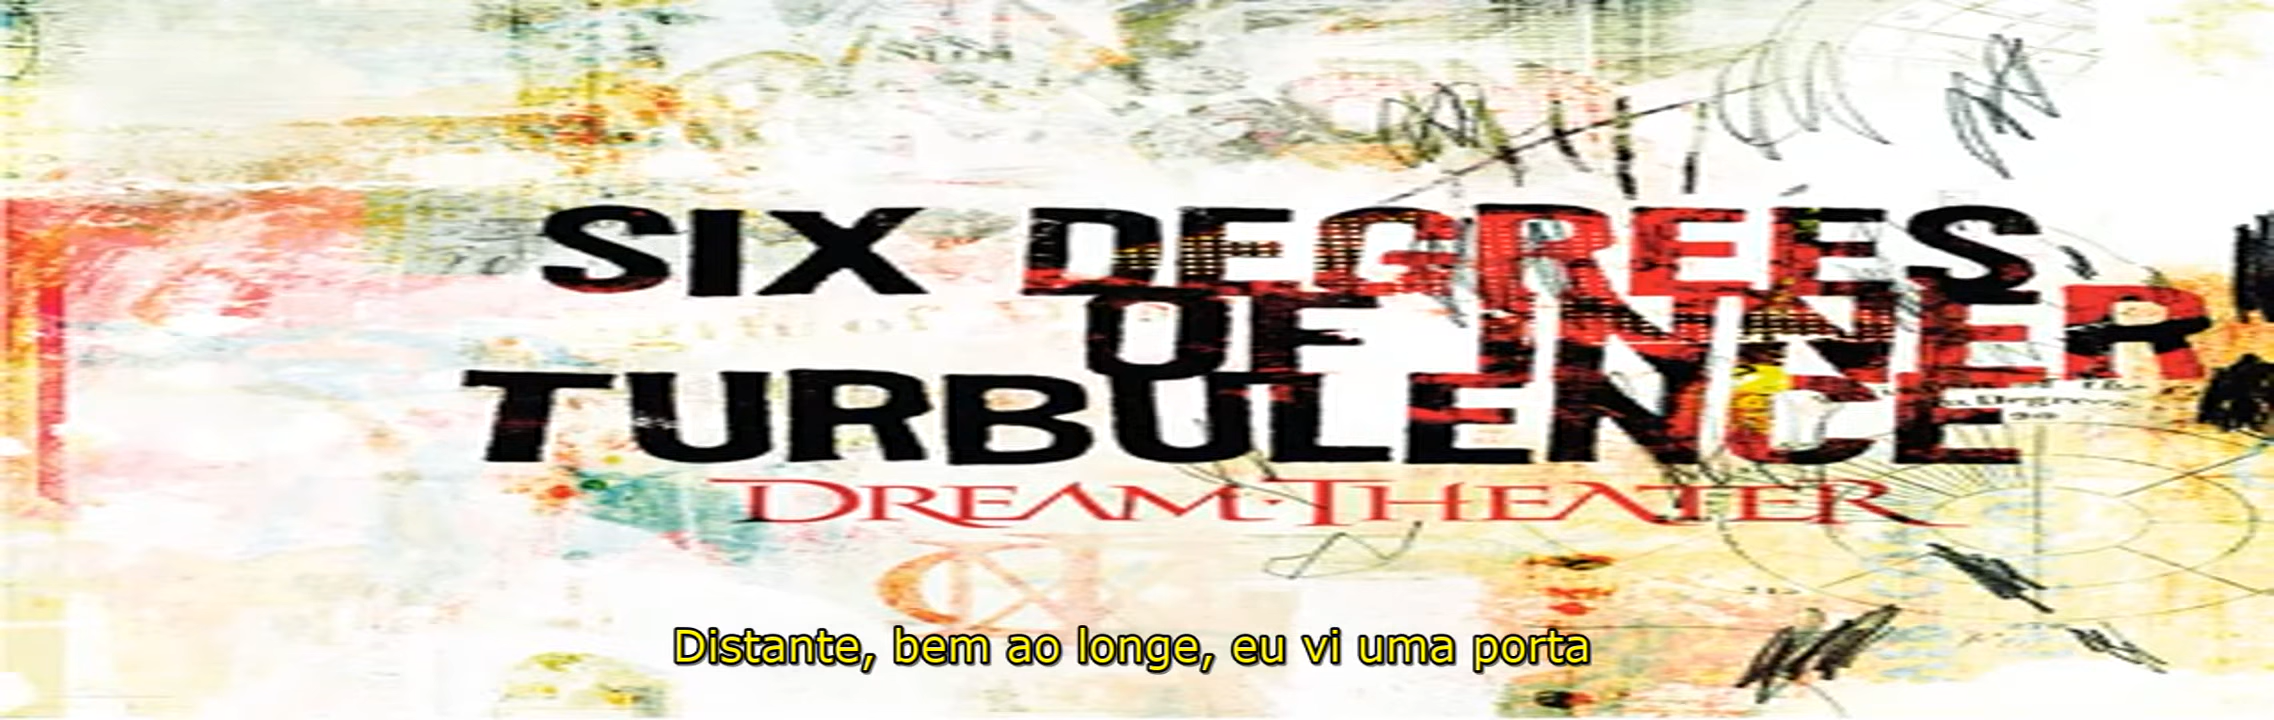 SIX DEGREES
OF INNER
TURBULENCE
DREAM THEATER
Distante, bem ao longe, eu vi uma porta